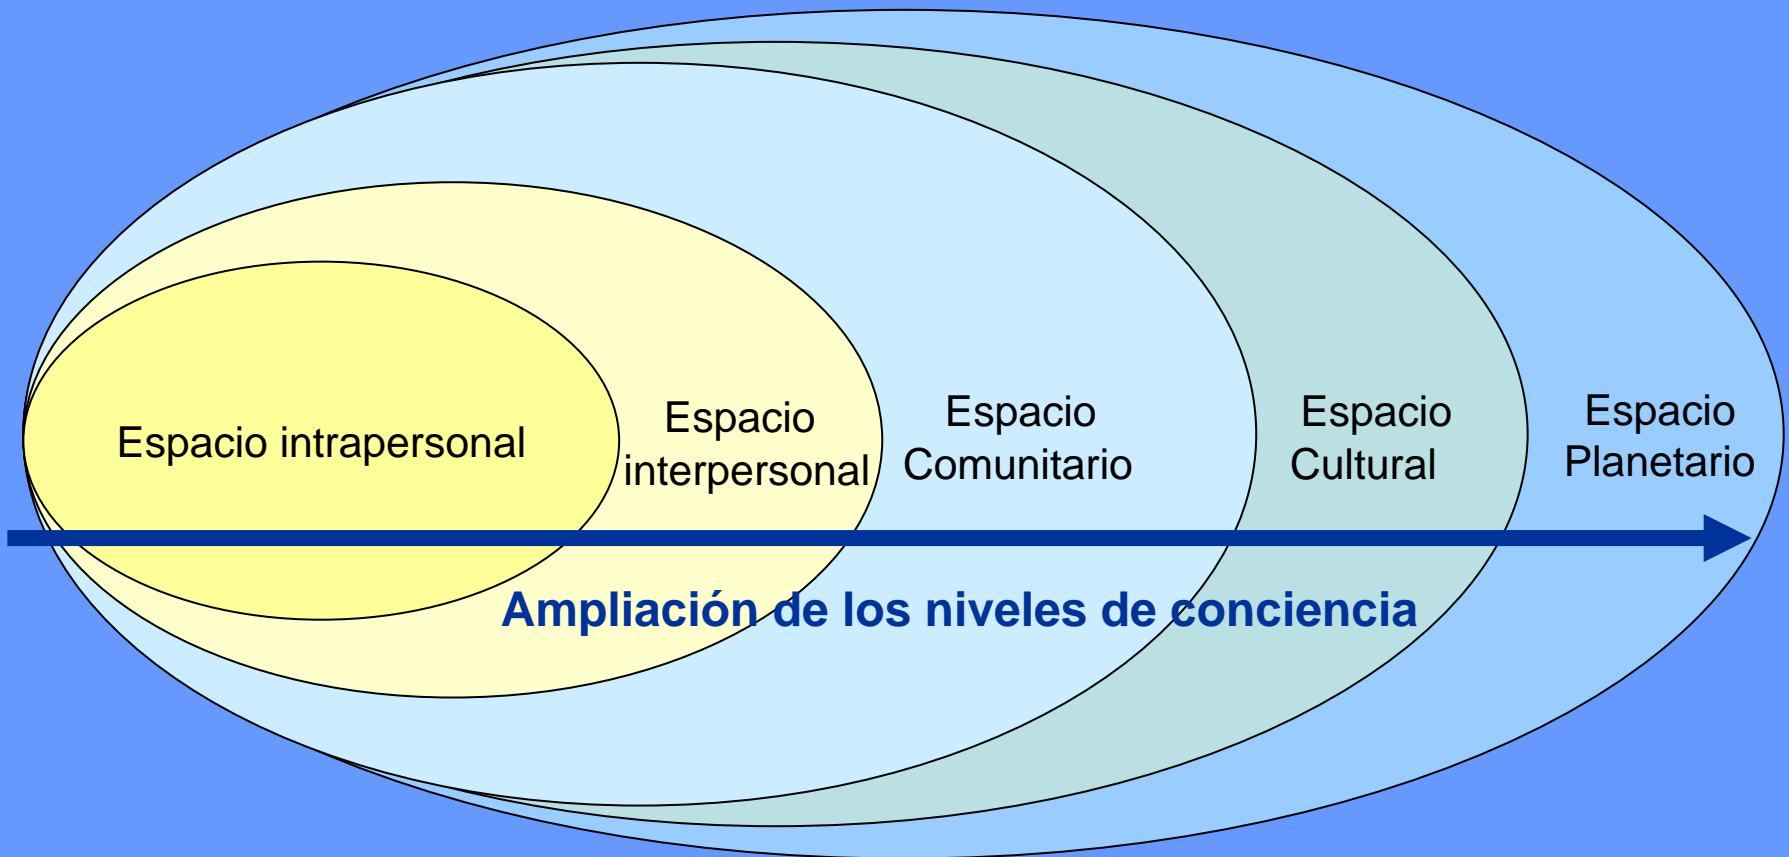 Espacio intrapersonal
Espacio
interpersonal
Espacio
Comunitario
Espacio
Cultural
Espacio
Planetario
Ampliación de los niveles de conciencia